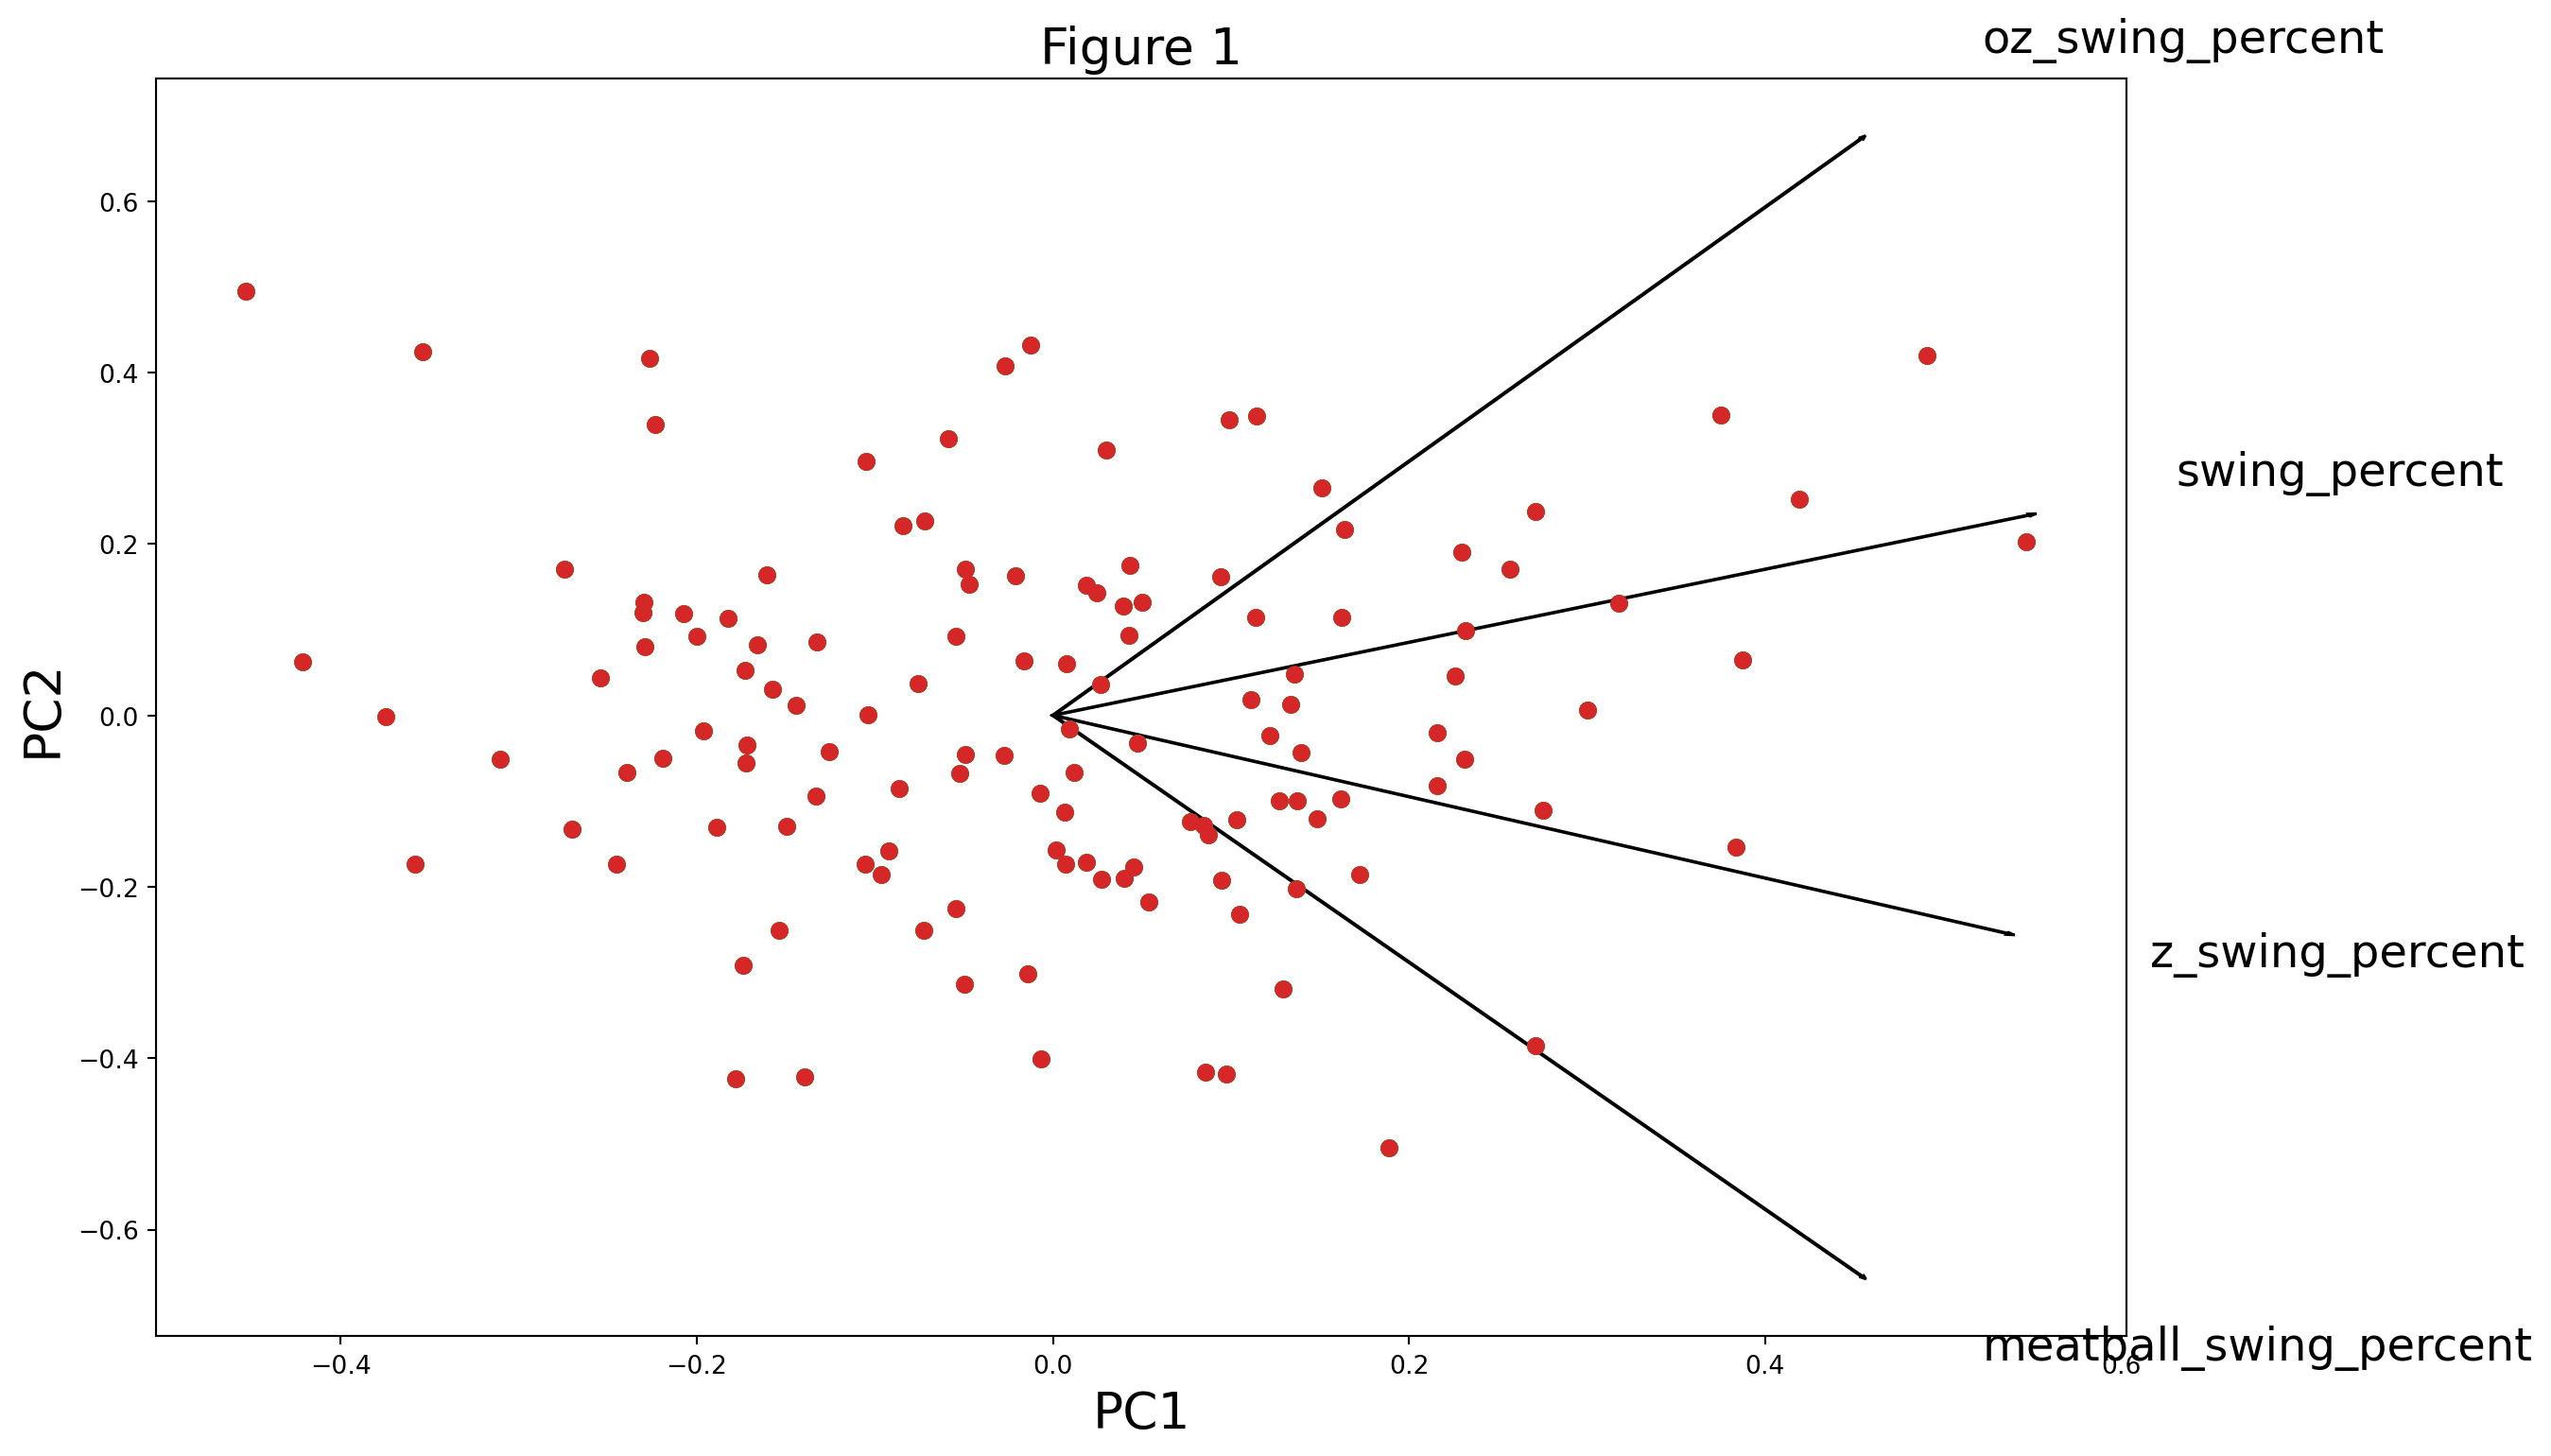 Figure 1
oz_swing_percent
swing_percent
z_swing_percent
meatball_swing_percent
PC2
0.6
0.4
0.2
0.0
−0.2
−0.4
−0.6
−0.4
−0.2
0.0
0.2
0.4
0.6
PC1